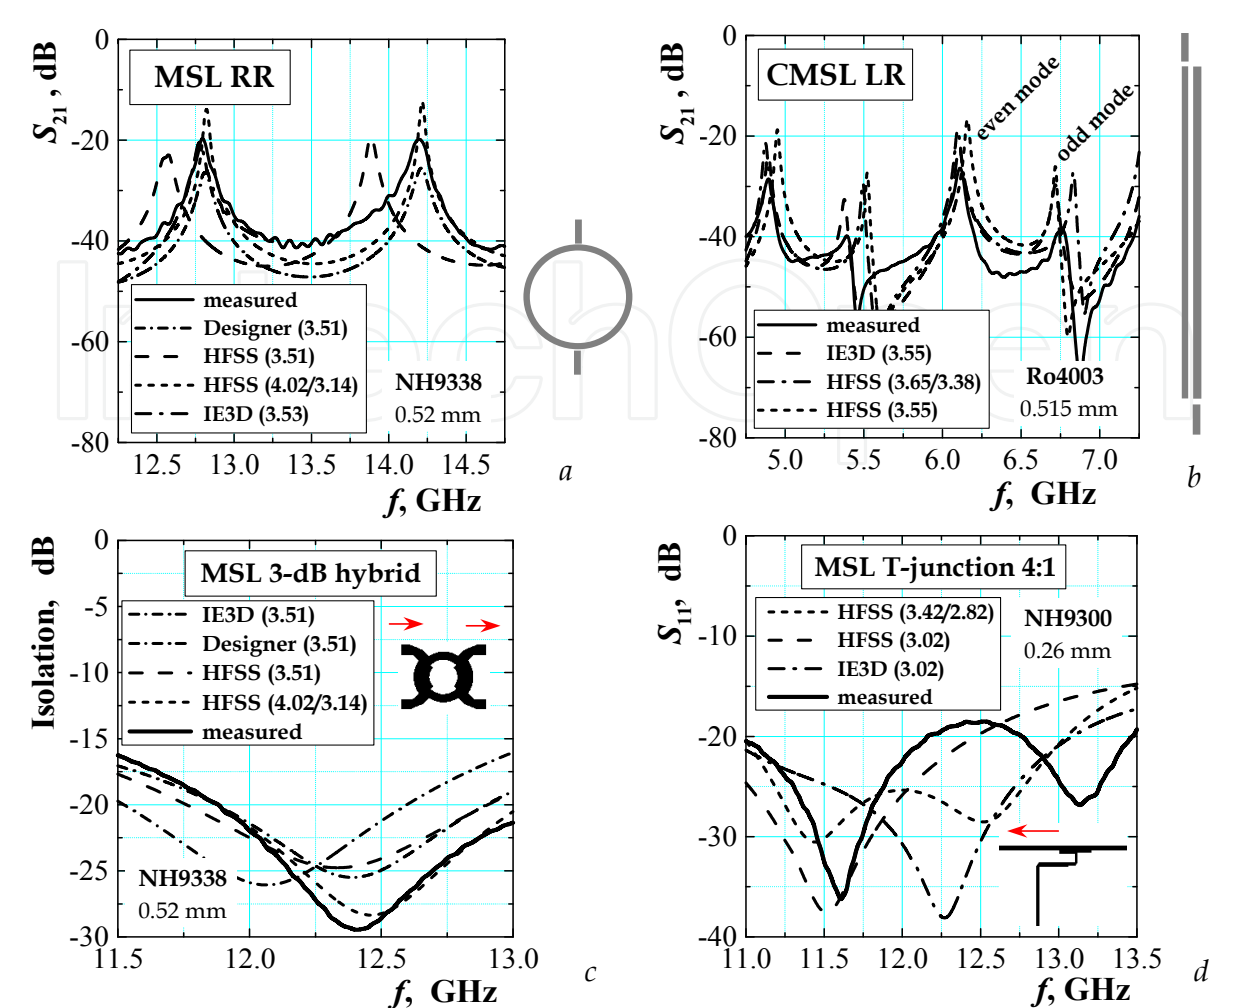 MSL RR
S21, dB
0
-20
-40
-60
-80
measured
Designer (3.51)
HFSS (3.51)
HFSS (4.02/3.14)
IE3D (3.53)
NH9338
0.52 mm
12.5 13.0 13.5 14.0 14.5
f, GHz
a
CMSL LR
S21, dB
even mode
odd mode
0
-20
-40
-60
-80
measured
IE3D (3.55)
HFSS (3.65/3.38)
HFSS (3.55)
Ro4003
0.515 mm
5.0 5.5 6.0 6.5 7.0
f, GHz
b
MSL 3-dB hybrid
Isolation, dB
0
-5
-10
-15
-20
-25
-30
IE3D (3.51)
Designer (3.51)
HFSS (3.51)
HFSS (4.02/3.14)
measured
NH9338
0.52 mm
11.5 12.0 12.5 13.0
f, GHz
c
MSL T-junction 4:1
S11, dB
0
-10
-20
-30
-40
HFSS (3.42/2.82)
HFSS (3.02)
IE3D (3.02)
measured
NH9300
0.26 mm
11.0 11.5 12.0 12.5 13.0 13.5
f, GHz
d
InTechOpen